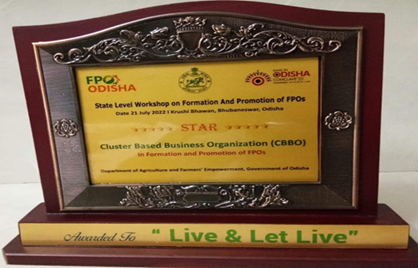 FPO
ODISHA
ODISHA
CONCLAVE'22
State Level Workshop on Formation And Promotion of FPOs
Date 21 July 2022 I Krushi Bhawan, Bhubaneswar, Odisha
***** STAR *****
Cluster Based Business Organization (CBBO)
in Formation and Promotion of FPOs
Department of Agriculture and Farmers' Empowerment, Government of Odisha
Awarded To " Live & Let Live"